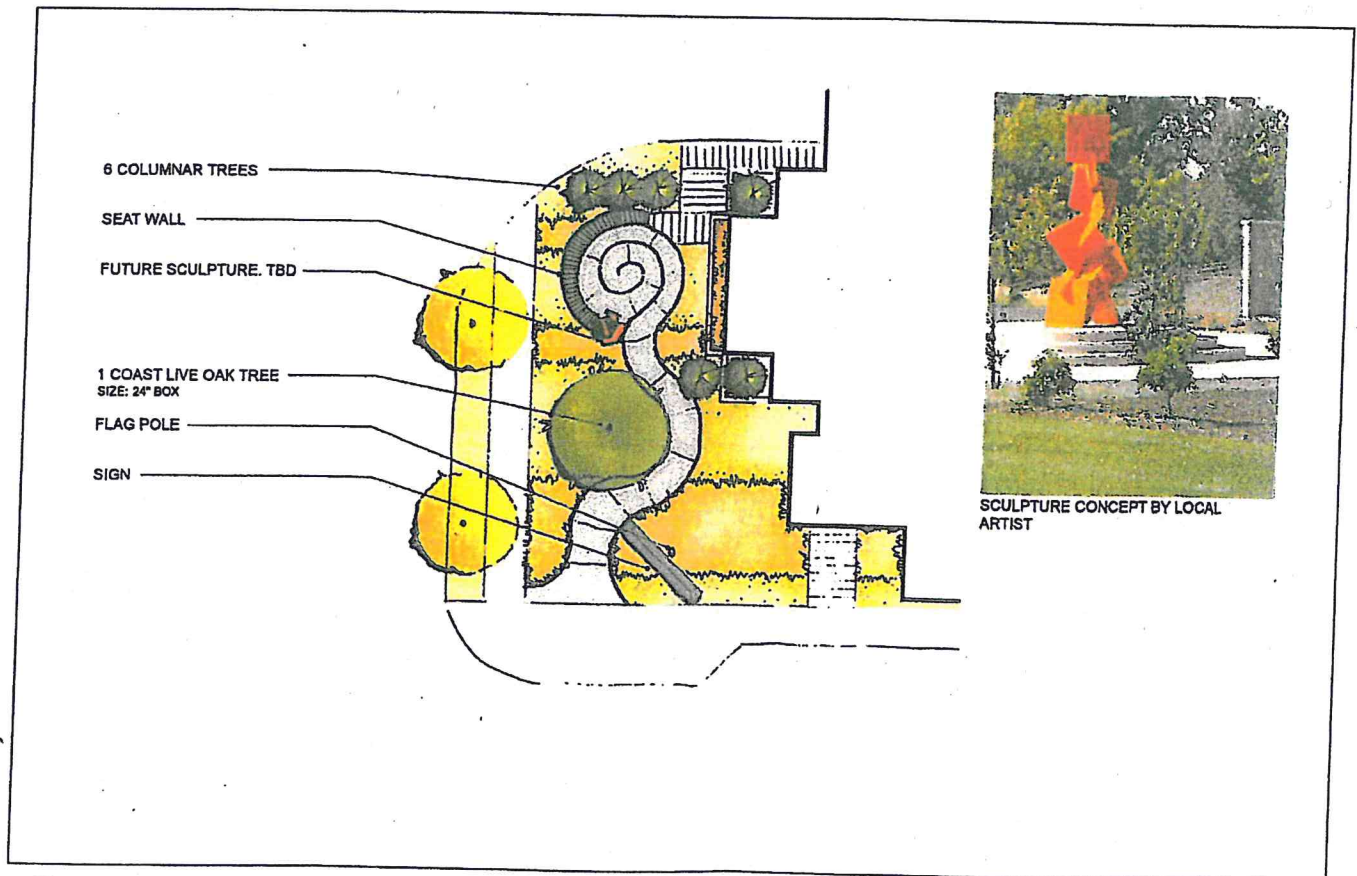 6 COLUMNAR TREES
SEAT WALL
FUTURE SCULPTURE. TBD
1 COAST LIVE OAK TREE
SIZE: 24" BOX
FLAG POLE
SIGN
SCULPTURE CONCEPT BY LOCAL
ARTIST